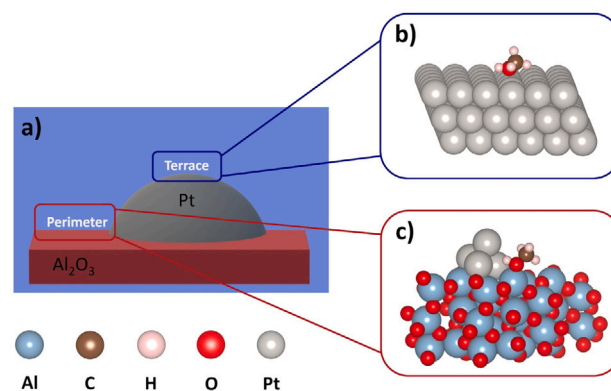 a)
Terrace
Pt
Perimeter
Al₂O₃
b)
c)
Al C H O Pt